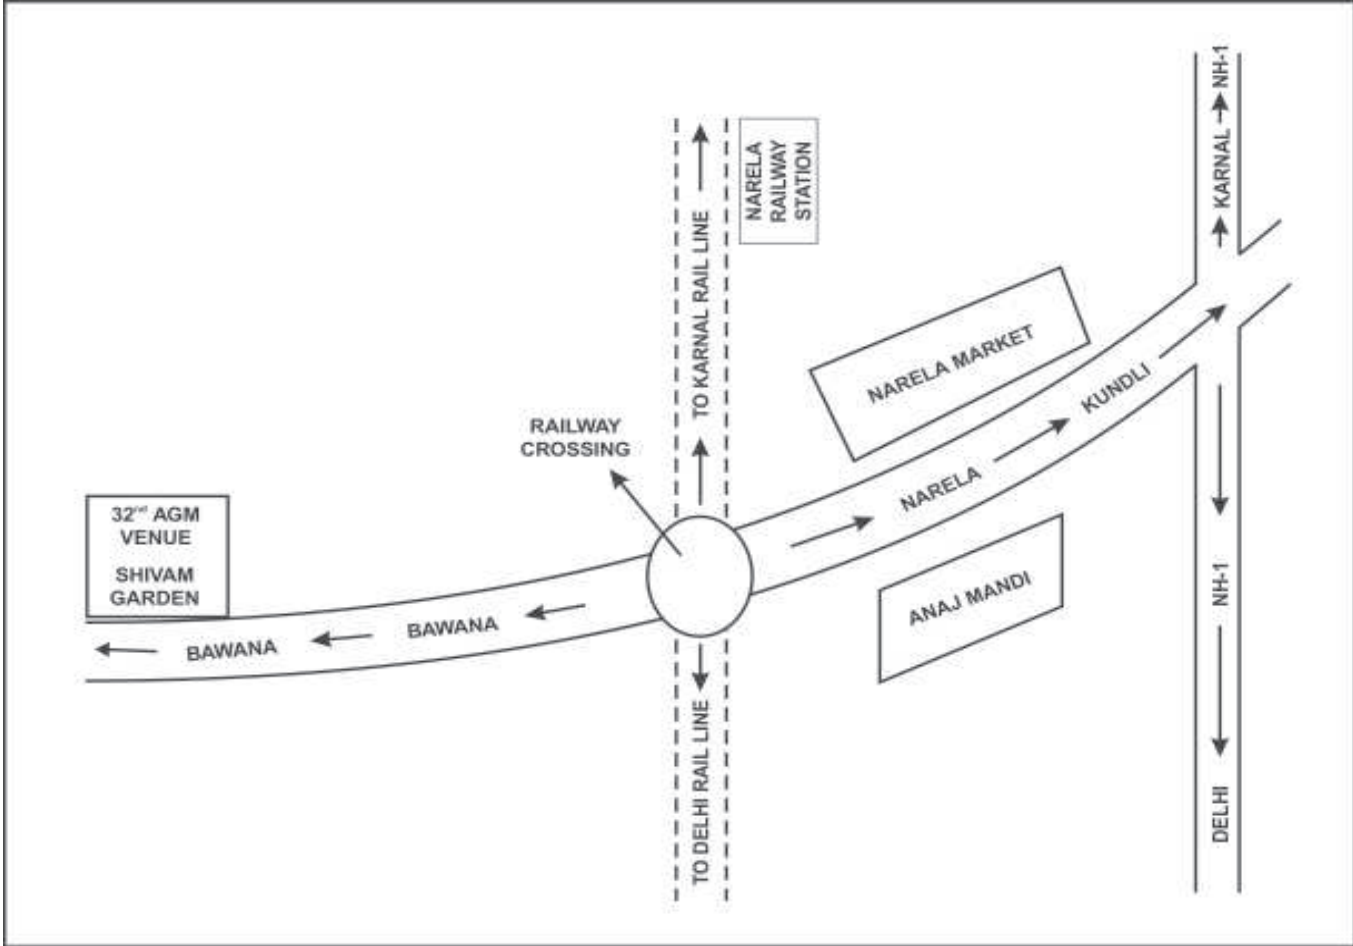 NH-1
KARNAL
NARELA
RAILWAY
STATION
TO KARNAL RAIL LINE
NARELA MARKET
KUNDLI
RAILWAY
CROSSING
NARELA
32nd AGM
VENUE
SHIVAM
GARDEN
ANAJ MANDI
NH-1
BAWANA
BAWANA
TO DELHI RAIL LINE
DELHI